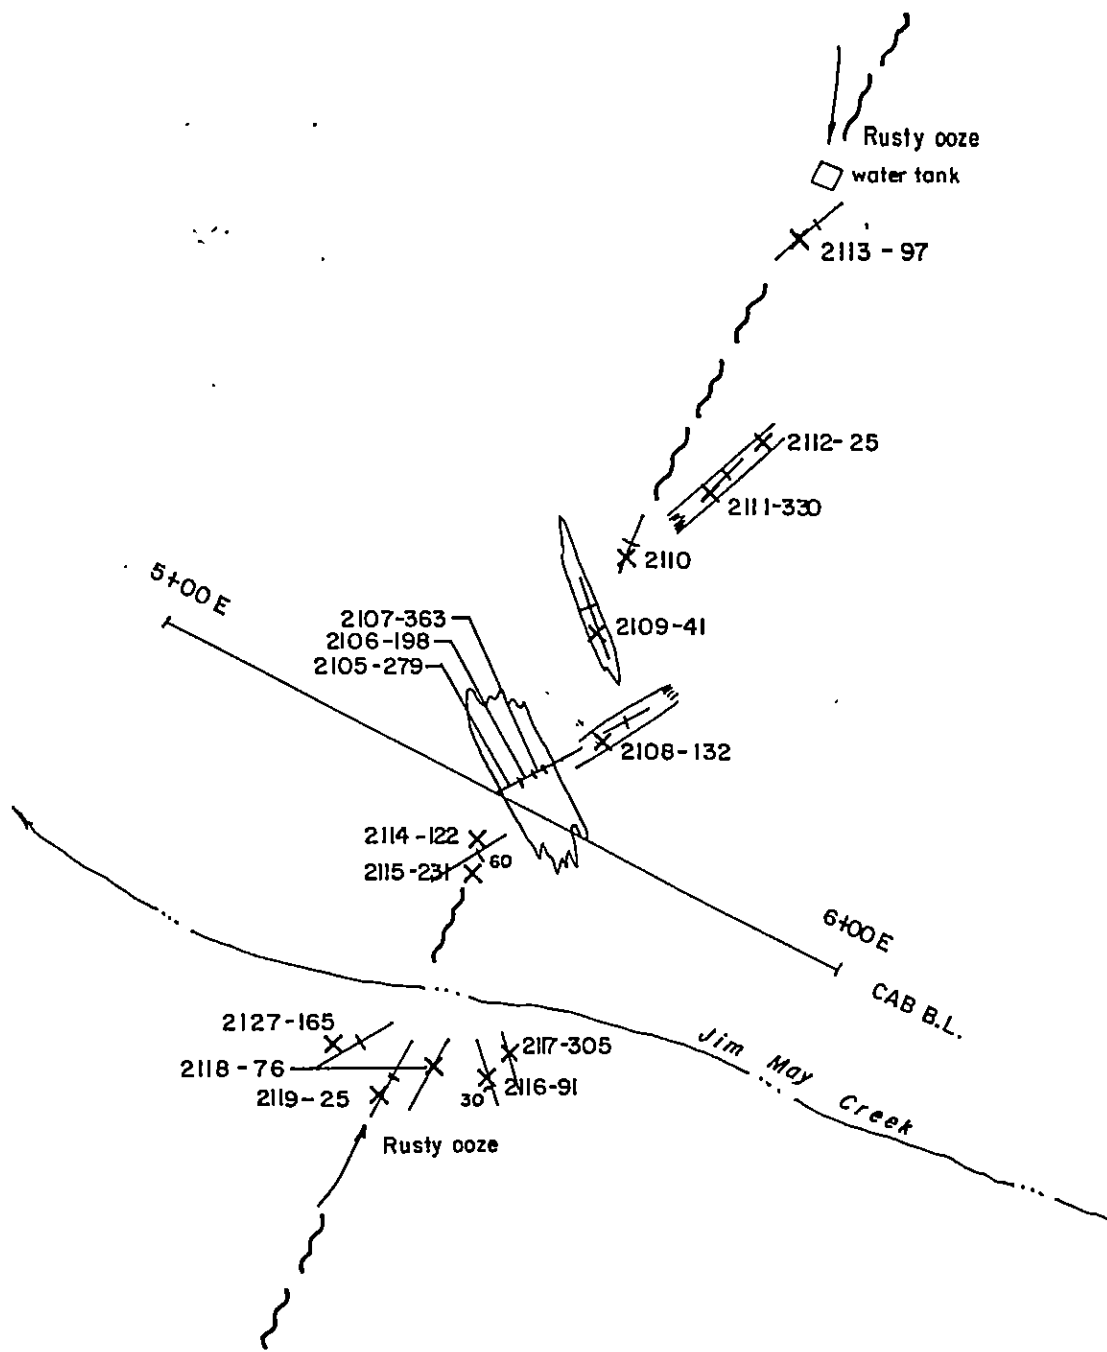 Rusty ooze
water tank
2113 - 97
2112 - 25
2111-330
2110
5+00 E
2107-363
2106-198
2105-279
2109-41
2108-132
2114-122
60
2115-231
6+00 E
CAB B.L.
2127-165
Jim May Creek
2117-305
2118-76
2116-91
2119-25
30
Rusty ooze